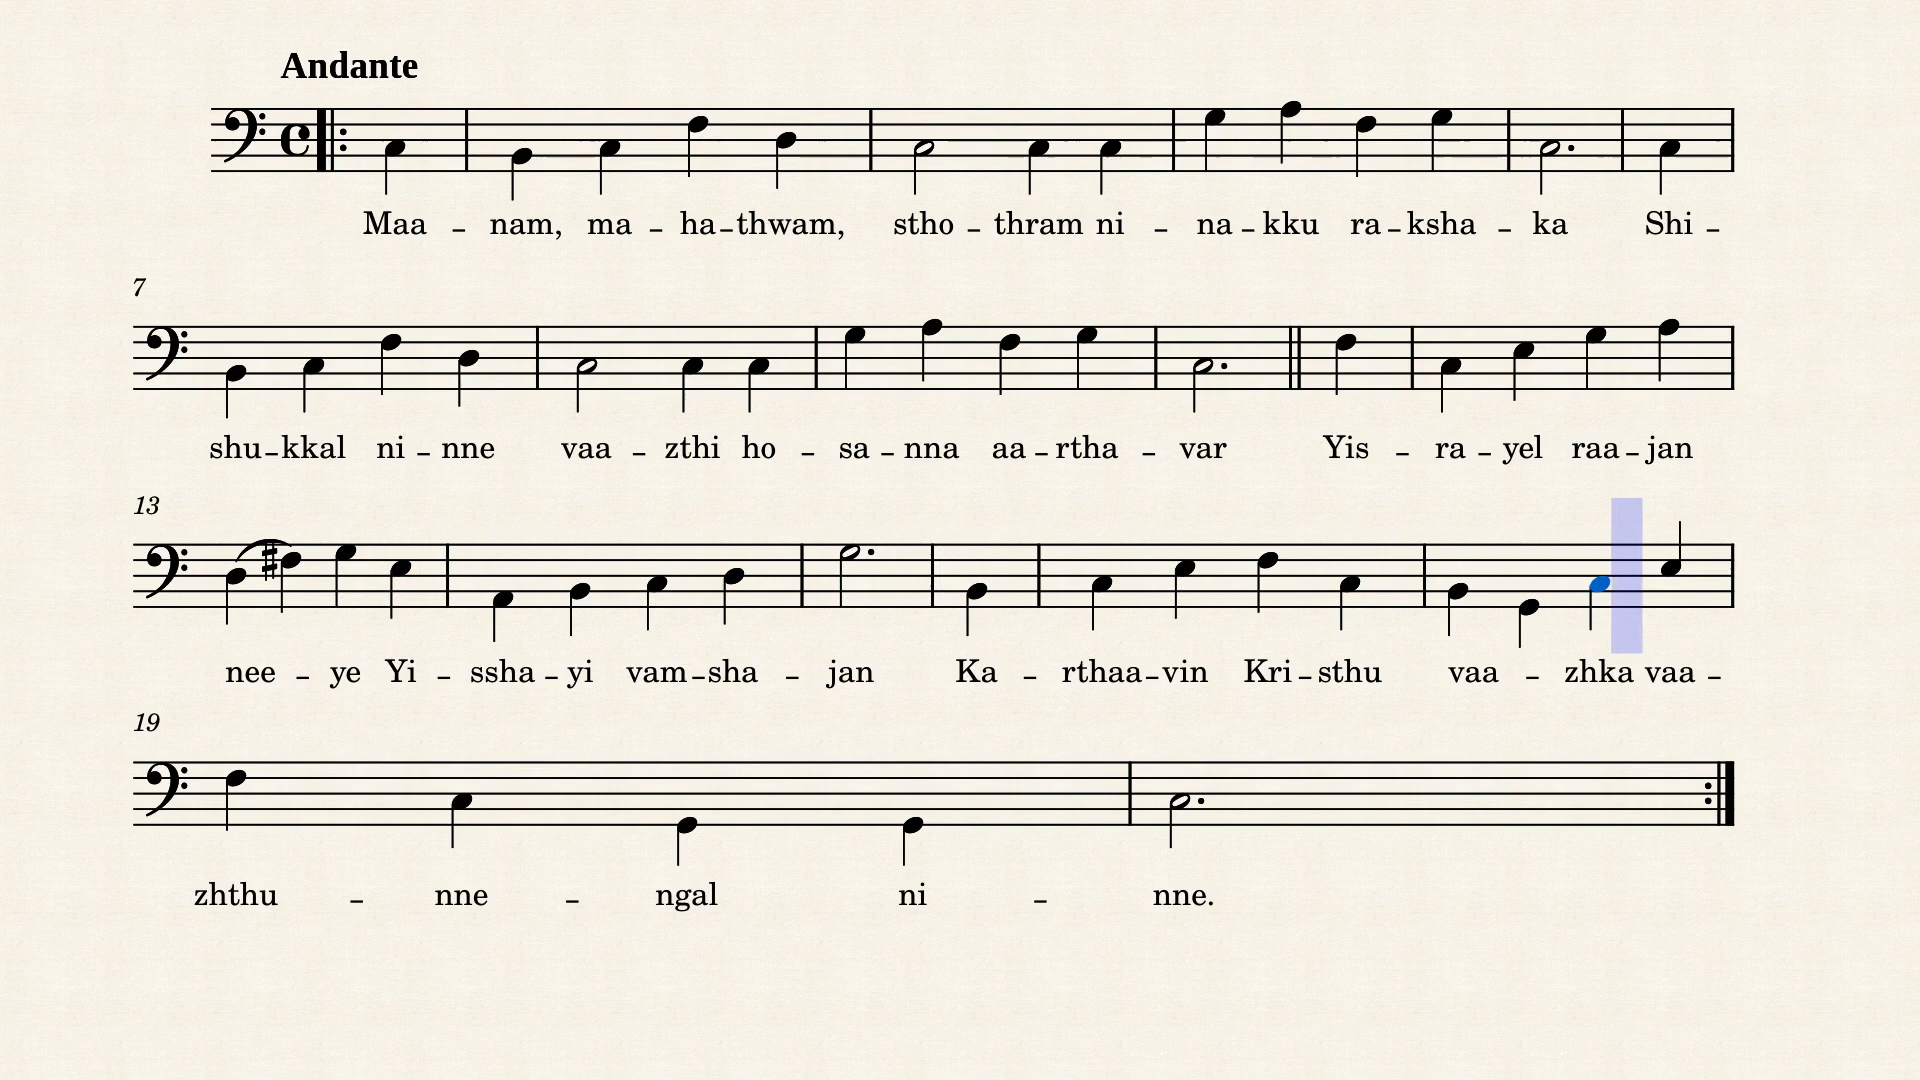 Andante
Maa - nam, ma - ha - thwam, stho - thram ni - na - kku ra - ksha - ka Shi -
7
shu - kkal ni - nne vaa - zthi ho - sa - nna aa - rtha - var Yis - ra - yel raa - jan
13
nee - ye Yi - ssha - yi vam - sha - jan Ka - rthaa - vin Kri - sthu vaa - zhka vaa -
19
zhthu - nne - ngal ni - nne.